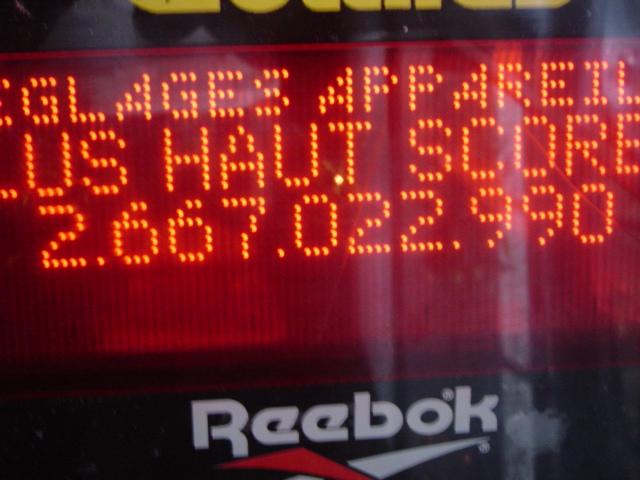 EGLAGES APPAREIL
LUS HAUT SCORE
2.667.022.990
Reebok